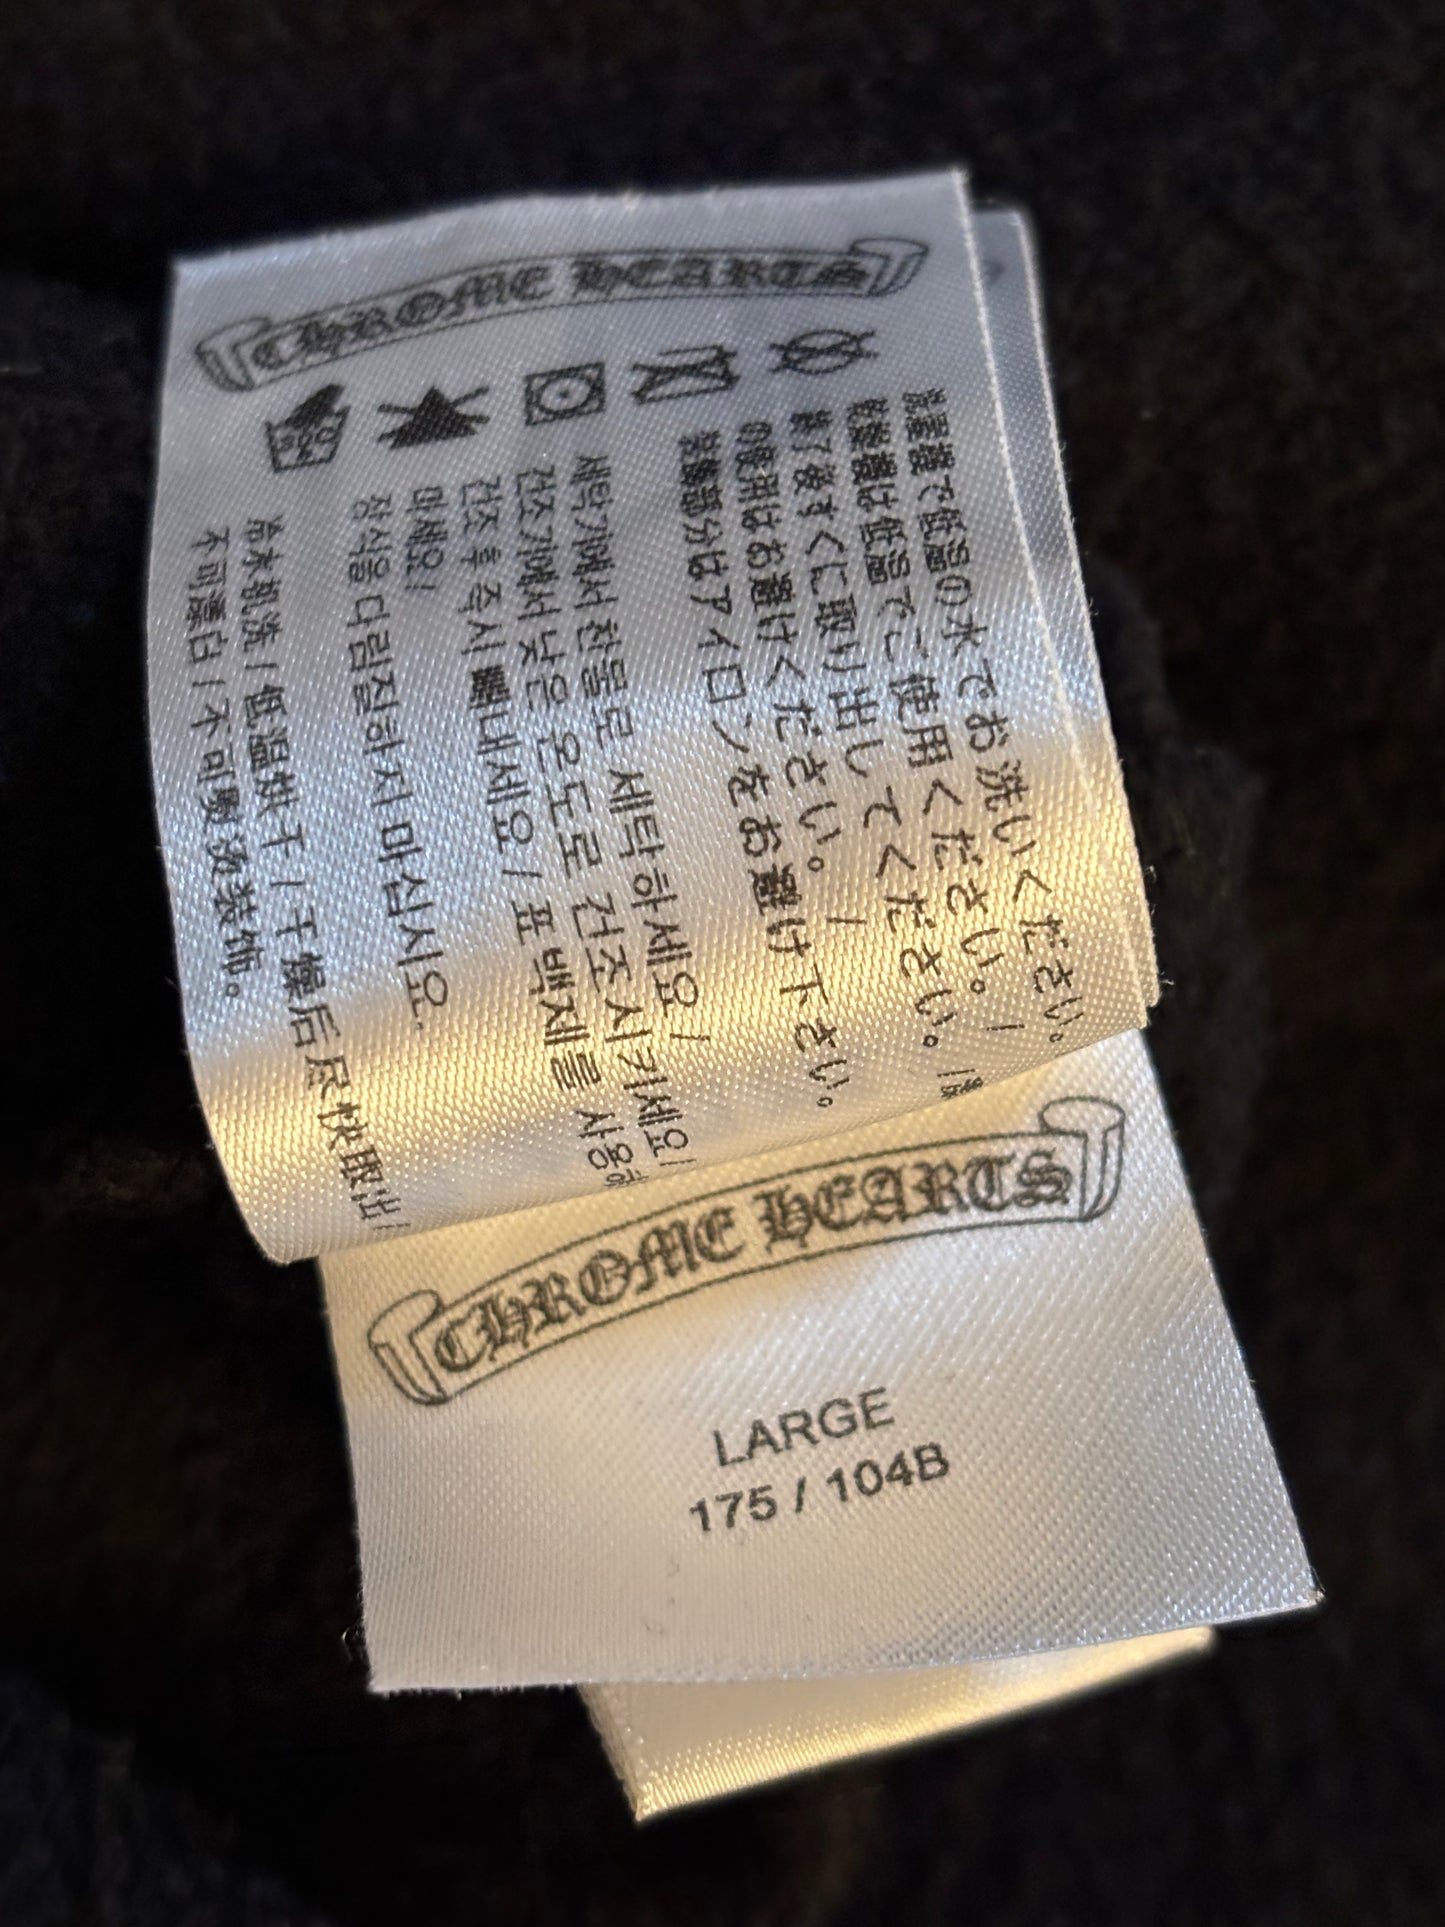 CHROME HEARTS
洗濯機で低温の水でお洗いください。/
乾燥機は低温でご使用ください。/
終了後すぐに取り出してください。
の使用はお避けください。/
装飾部分はアイロンをお避け下さい。
세탁기에서 찬물로 세탁하세요/
건조기에서 낮은 온도로 건조시키세요/
건조 후 즉시 빼내세요/표백제를 사용하
마세요/
장식을 다림질하지 마십시오.
冷水机洗/低温烘干/干燥后尽快取出/
不可漂白/不可熨烫装饰。
CHROME HEARTS
LARGE
175 / 104B